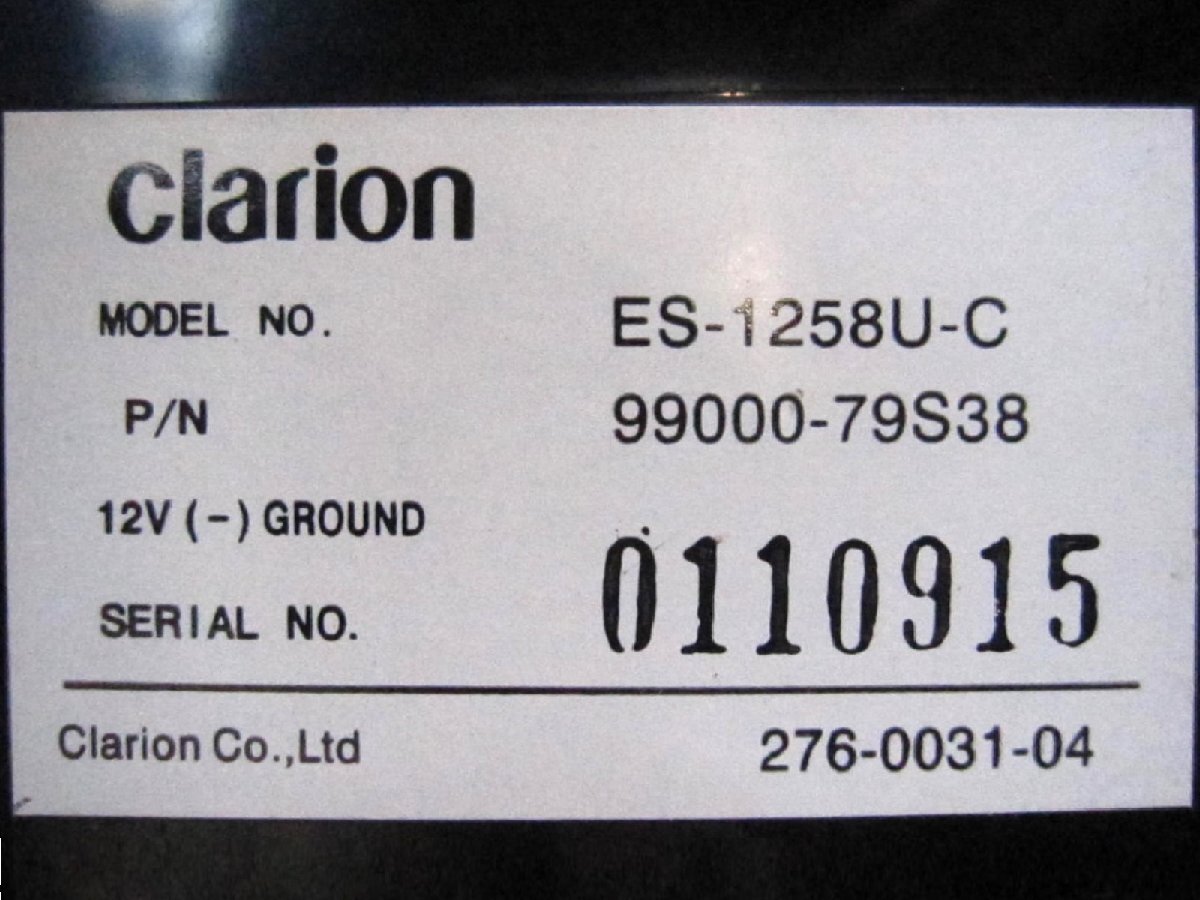 clarion
MODEL NO. ES-1258U-C
P/N 99000-79S38
12V (-) GROUND
SERIAL NO. 0110915
Clarion Co.,Ltd 276-0031-04